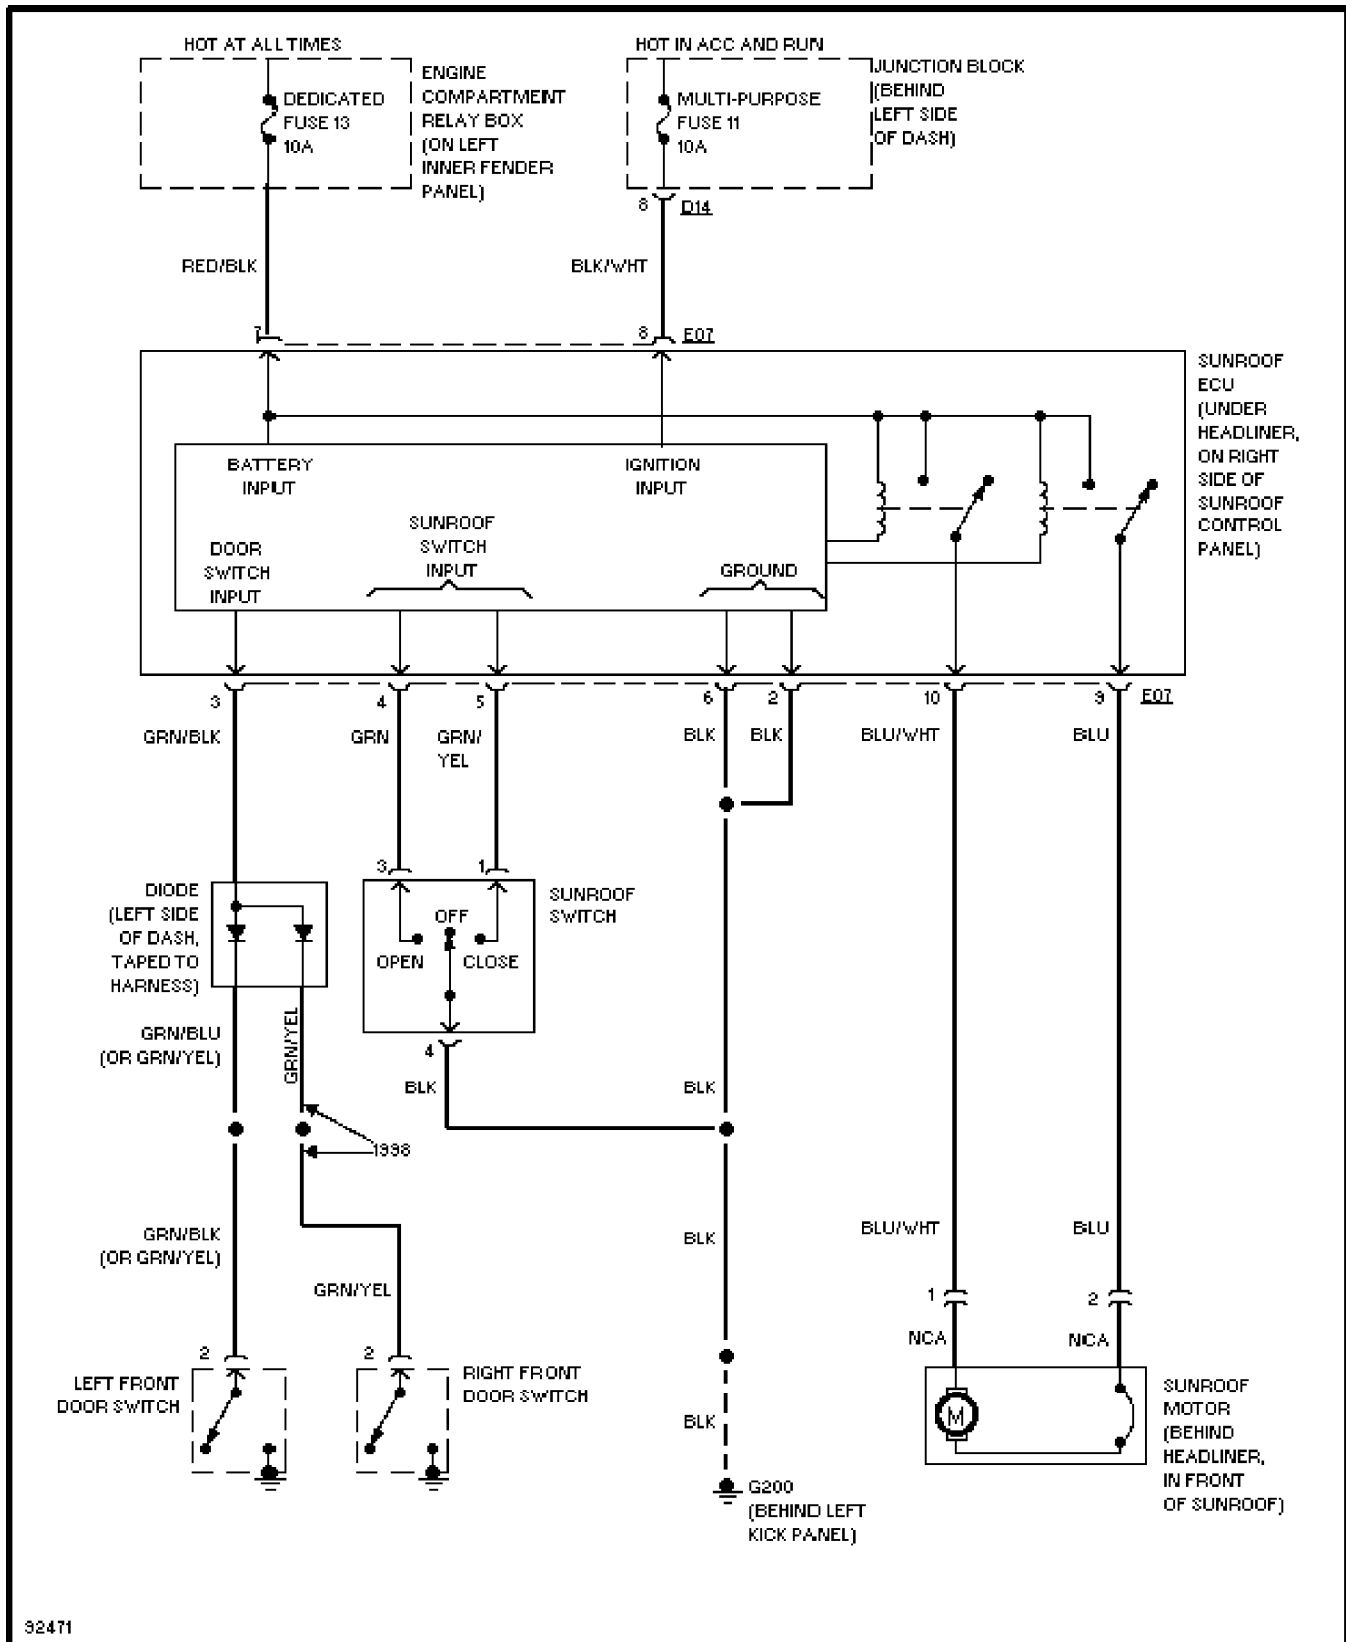 HOT AT ALL TIMES
HOT IN ACC AND RUN
DEDICATED
FUSE 13
10A
ENGINE
COMPARTMENT
RELAY BOX
(ON LEFT
INNER FENDER
PANEL)
MULTI-PURPOSE
FUSE 11
10A
JUNCTION BLOCK
(BEHIND
LEFT SIDE
OF DASH)
8 D14
RED/BLK
BLK/WHT
7
8 E07
SUNROOF
ECU
(UNDER
HEADLINER,
ON RIGHT
SIDE OF
SUNROOF
CONTROL
PANEL)
BATTERY
INPUT
IGNITION
INPUT
SUNROOF
SWITCH
INPUT
DOOR
SWITCH
INPUT
GROUND
3 4 5 6 2 10 9 E07
GRN/BLK
GRN
GRN/
YEL
BLK
BLK
BLU/WHT
BLU
3 1
DIODE
(LEFT SIDE
OF DASH,
TAPED TO
HARNESS)
SUNROOF
SWITCH
OFF
OPEN
CLOSE
GRN/BLU
(OR GRN/YEL)
GRN/YEL
4
BLK
BLK
1998
GRN/BLK
(OR GRN/YEL)
GRN/YEL
BLK
BLU/WHT
BLU
1 2
NCA
NCA
2
2
LEFT FRONT
DOOR SWITCH
RIGHT FRONT
DOOR SWITCH
BLK
M
SUNROOF
MOTOR
(BEHIND
HEADLINER,
IN FRONT
OF SUNROOF)
G200
(BEHIND LEFT
KICK PANEL)
92471